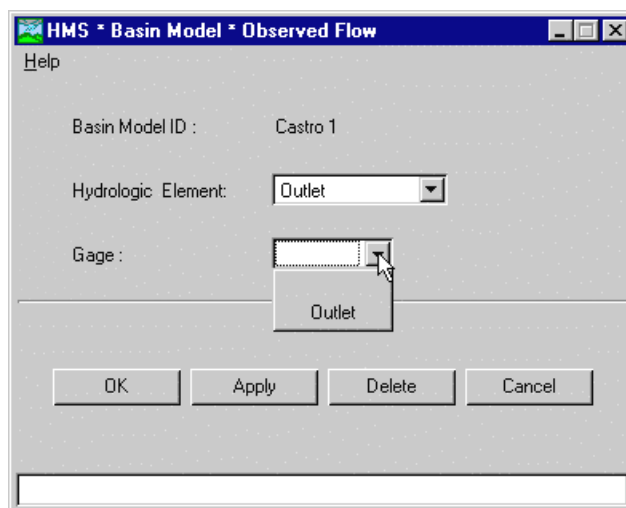 HMS * Basin Model * Observed Flow
Help
Basin Model ID : Castro 1
Hydrologic Element: Outlet
Gage :
Outlet
OK Apply Delete Cancel